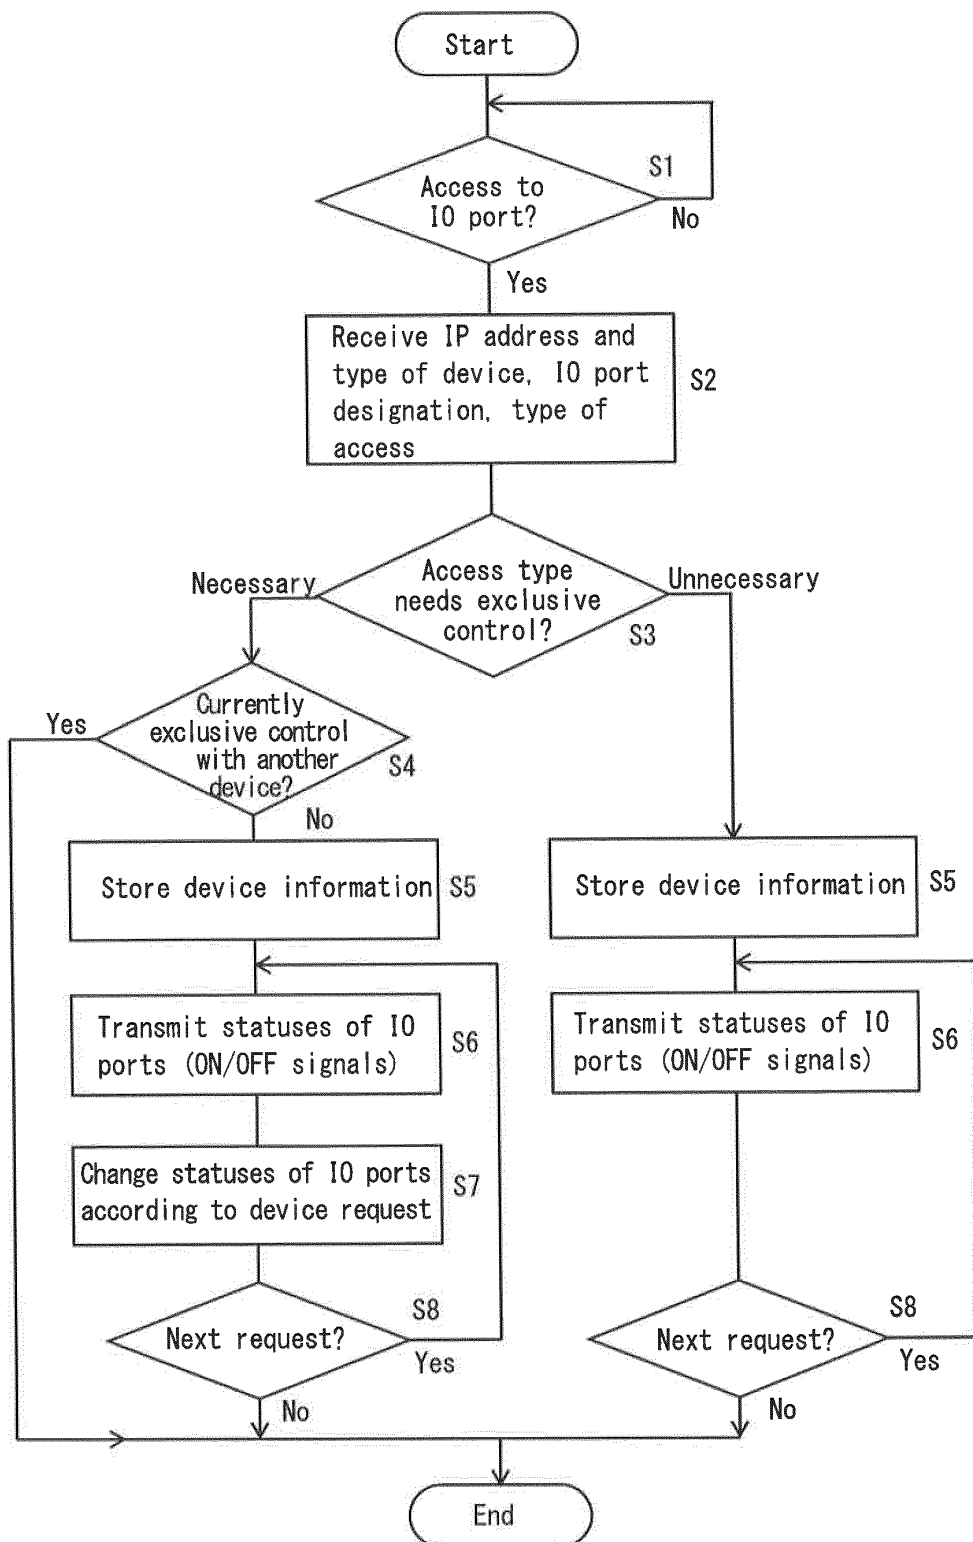 Start
S1
Access to
IO port?
No
Yes
Receive IP address and
type of device, IO port
designation, type of
access
S2
Necessary
Access type
needs exclusive
control?
Unnecessary
S3
Yes
Currently
exclusive control
with another
device?
S4
No
Store device information
S5
Store device information
S5
Transmit statuses of IO
ports (ON/OFF signals)
S6
Transmit statuses of IO
ports (ON/OFF signals)
S6
Change statuses of IO ports
according to device request
S7
S8
Next request?
Yes
No
S8
Next request?
Yes
No
End